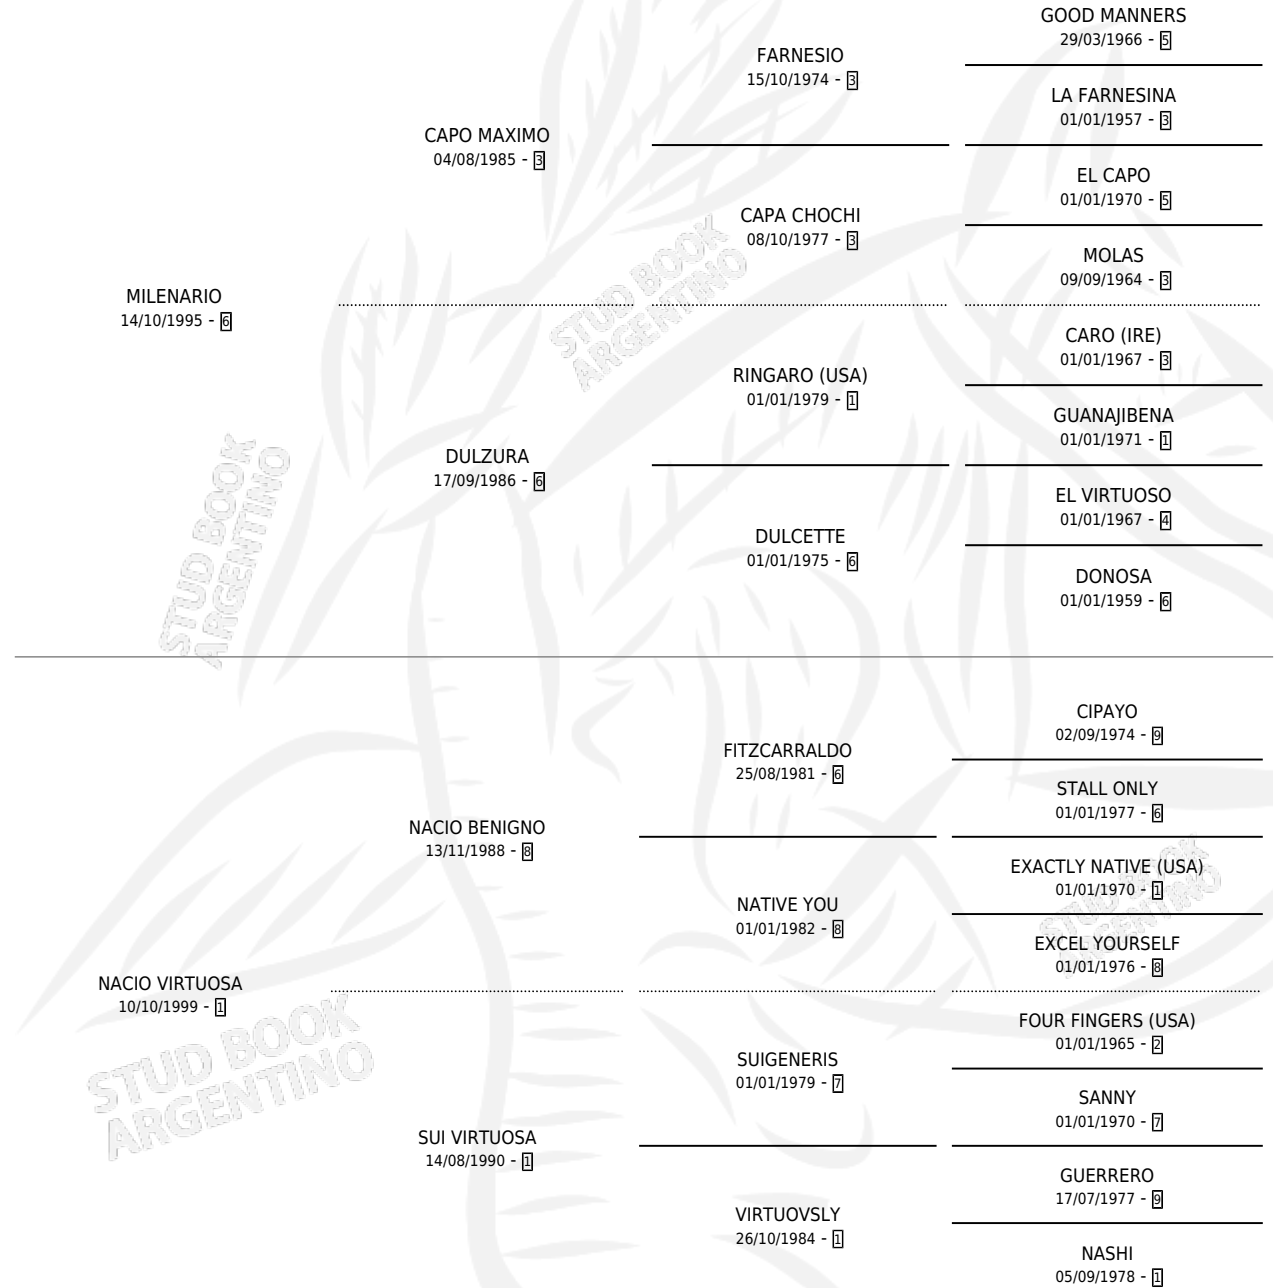 GOOD MANNERS
29/03/1966 - 5
FARNESIO
15/10/1974 - 3
LA FARNESINA
01/01/1957 - 3
CAPO MAXIMO
04/08/1985 - 3
EL CAPO
01/01/1970 - 5
CAPA CHOCHI
08/10/1977 - 3
MOLAS
09/09/1964 - 3
MILENARIO
14/10/1995 - 6
CARO (IRE)
01/01/1967 - 3
RINGARO (USA)
01/01/1979 - 1
GUANAJIBENA
01/01/1971 - 1
DULZURA
17/09/1986 - 6
EL VIRTUOSO
01/01/1967 - 4
DULCETTE
01/01/1975 - 6
DONOSA
01/01/1959 - 6
CIPAYO
02/09/1974 - 9
FITZCARRALDO
25/08/1981 - 6
STALL ONLY
01/01/1977 - 6
NACIO BENIGNO
13/11/1988 - 8
EXACTLY NATIVE (USA)
01/01/1970 - 1
NATIVE YOU
01/01/1982 - 8
EXCEL YOURSELF
01/01/1976 - 8
NACIO VIRTUOSA
10/10/1999 - 1
FOUR FINGERS (USA)
01/01/1965 - 2
SUIGENERIS
01/01/1979 - 7
SANNY
01/01/1970 - 7
SUI VIRTUOSA
14/08/1990 - 1
GUERRERO
17/07/1977 - 9
VIRTUOVSLY
26/10/1984 - 1
NASHI
05/09/1978 - 1
STUD BOOK
ARGENTINO
STUD BOOK
ARGENTINO
STUD BOOK
ARGENTINO
STUD BOOK
ARGENTINO